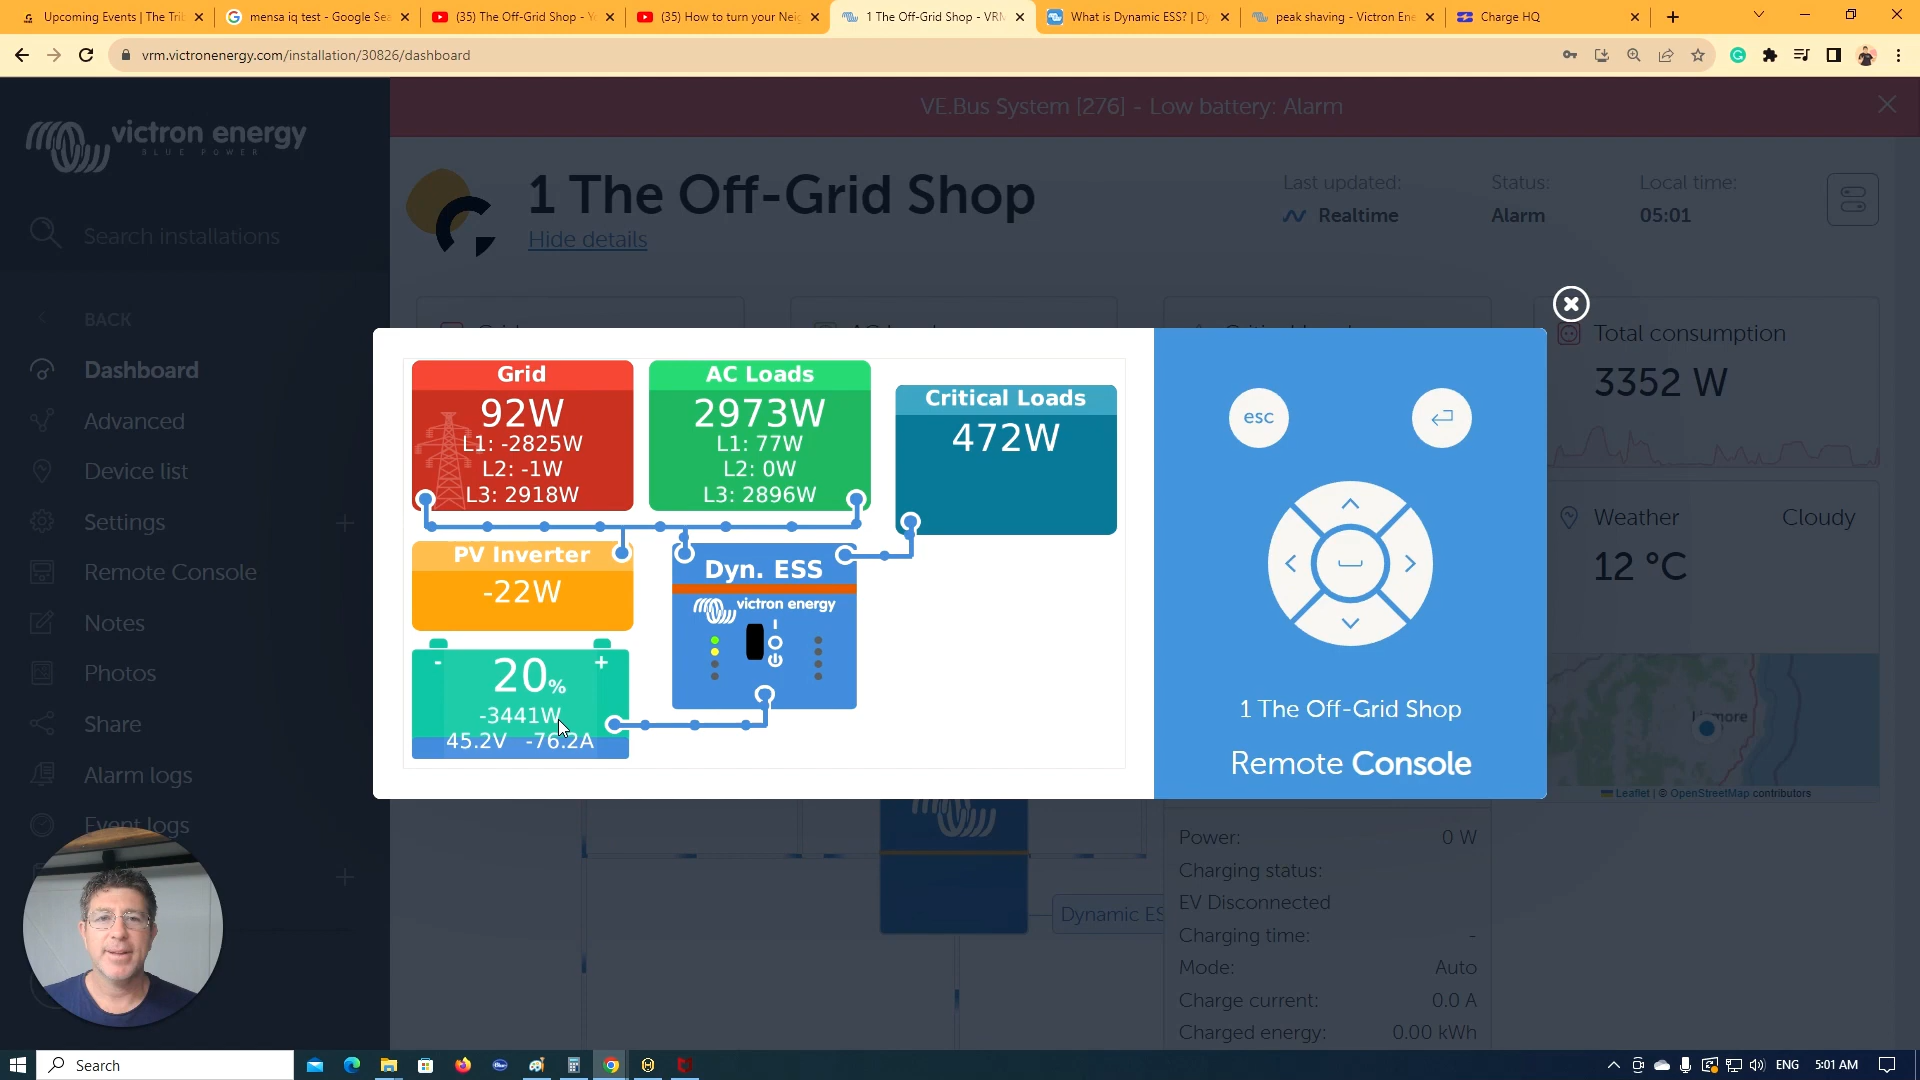 Upcoming Events | The Tri
mensa iq test - Google Sea
(35) The Off-Grid Shop - Y
(35) How to turn your Neig
1 The Off-Grid Shop - VRM
What is Dynamic ESS? | Dy
peak shaving - Victron Ene
Charge HQ
vrm.victronenergy.com/installation/30826/dashboard
VE.Bus System [276] - Low battery: Alarm
victron energy
BLUE POWER
Search installations
1 The Off-Grid Shop
Hide details
Last updated:
Realtime
Status:
Alarm
Local time:
05:01
BACK
Dashboard
Advanced
Device list
Settings
Remote Console
Notes
Photos
Share
Alarm logs
Event logs
Grid
92W
L1: -2825W
L2: -1W
L3: 2918W
AC Loads
2973W
L1: 77W
L2: 0W
L3: 2896W
Critical Loads
472W
PV Inverter
-22W
Dyn. ESS
victron energy
- 20% +
-3441W
45.2V -76.2A
esc
1 The Off-Grid Shop
Remote Console
Total consumption
3352 W
Weather
Cloudy
12 °C
Leaflet | © OpenStreetMap contributors
Dynamic ES
Power: 0 W
Charging status:
EV Disconnected
Charging time: -
Mode: Auto
Charge current: 0.0 A
Charged energy: 0.00 kWh
Search
ENG
5:01 AM